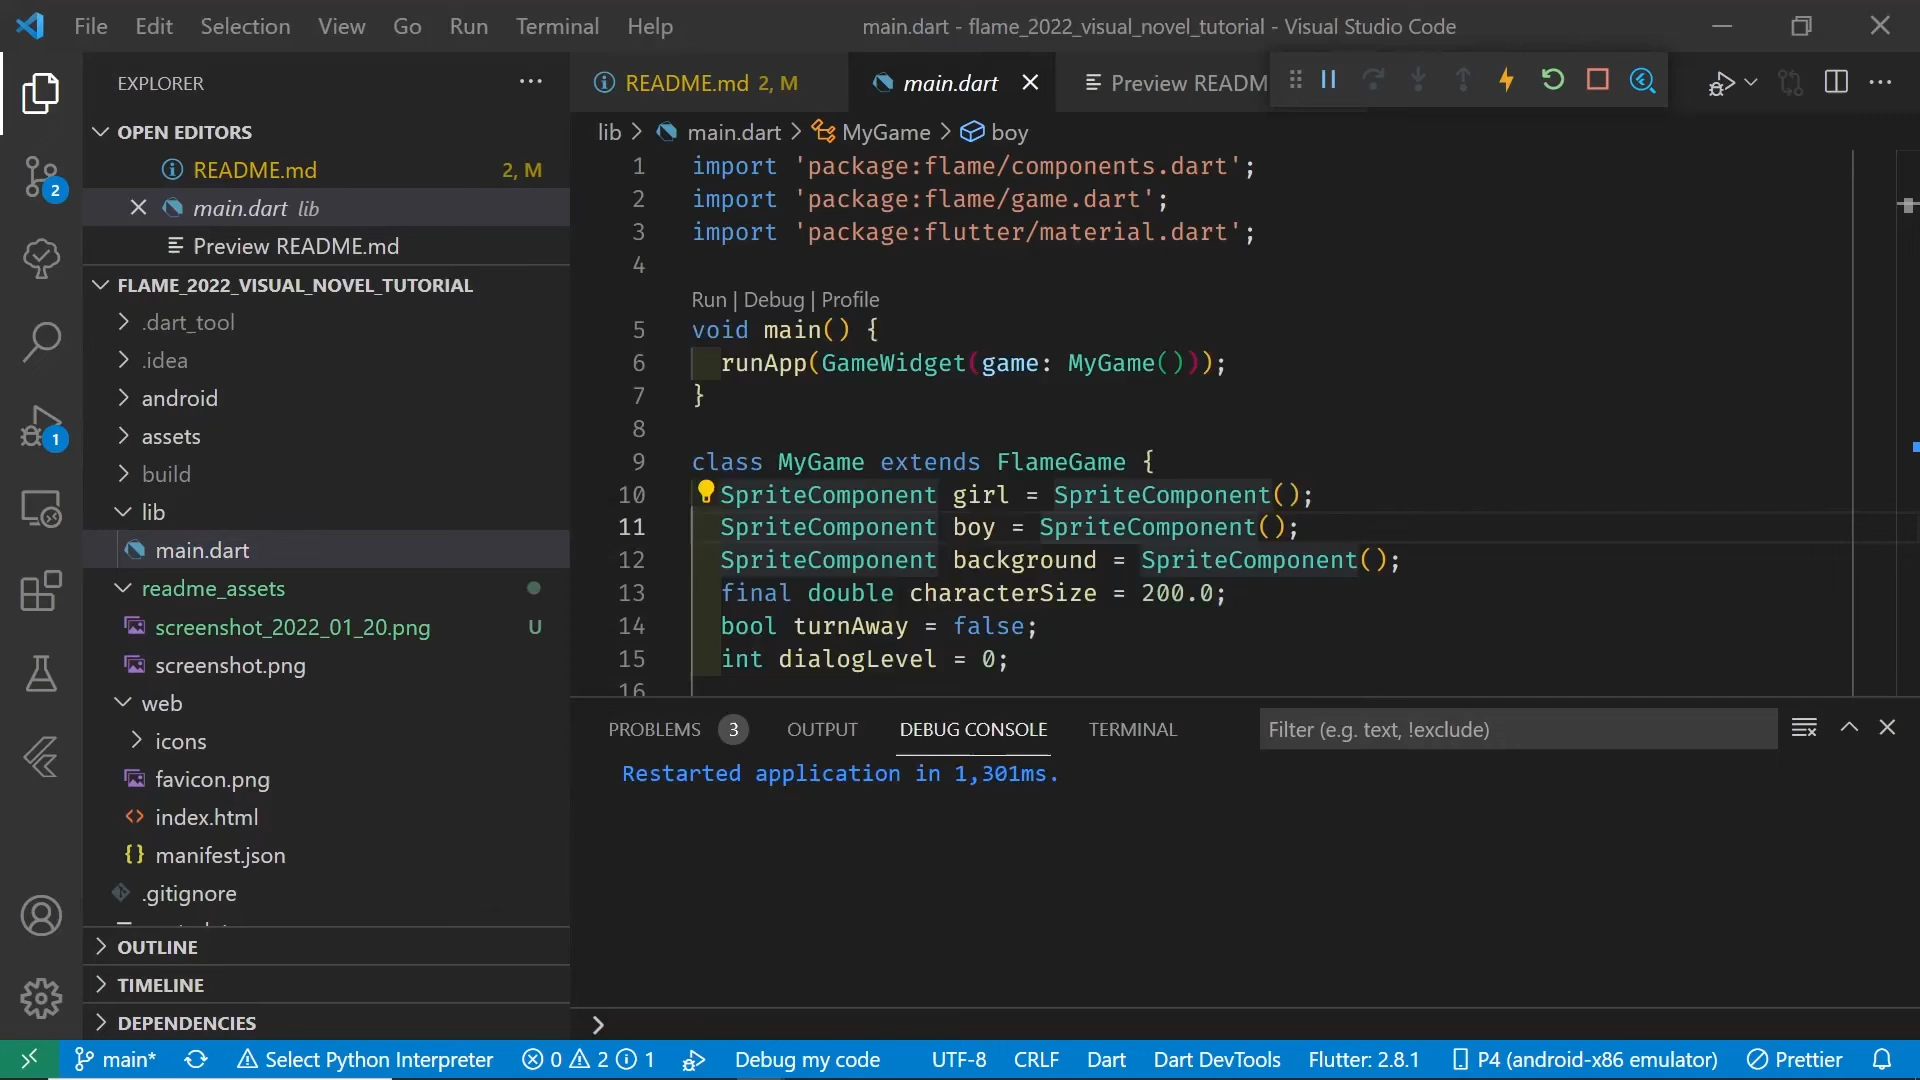 File Edit Selection View Go Run Terminal Help
main.dart - flame_2022_visual_novel_tutorial - Visual Studio Code
EXPLORER
OPEN EDITORS
README.md 2, M
main.dart lib
Preview README.md
FLAME_2022_VISUAL_NOVEL_TUTORIAL
.dart_tool
.idea
android
assets
build
lib
main.dart
readme_assets
screenshot_2022_01_20.png U
screenshot.png
web
icons
favicon.png
index.html
manifest.json
.gitignore
OUTLINE
TIMELINE
DEPENDENCIES
2
1
README.md 2, M
main.dart
Preview READM
lib > main.dart > MyGame > boy
1 import 'package:flame/components.dart';
2 import 'package:flame/game.dart';
3 import 'package:flutter/material.dart';
4
Run | Debug | Profile
5 void main() {
6 runApp(GameWidget(game: MyGame()));
7 }
8
9 class MyGame extends FlameGame {
10 SpriteComponent girl = SpriteComponent();
11 SpriteComponent boy = SpriteComponent();
12 SpriteComponent background = SpriteComponent();
13 final double characterSize = 200.0;
14 bool turnAway = false;
15 int dialogLevel = 0;
16
PROBLEMS 3 OUTPUT DEBUG CONSOLE TERMINAL
Filter (e.g. text, !exclude)
Restarted application in 1,301ms.
main* Select Python Interpreter 0 2 1 Debug my code UTF-8 CRLF Dart Dart DevTools Flutter: 2.8.1 P4 (android-x86 emulator) Prettier